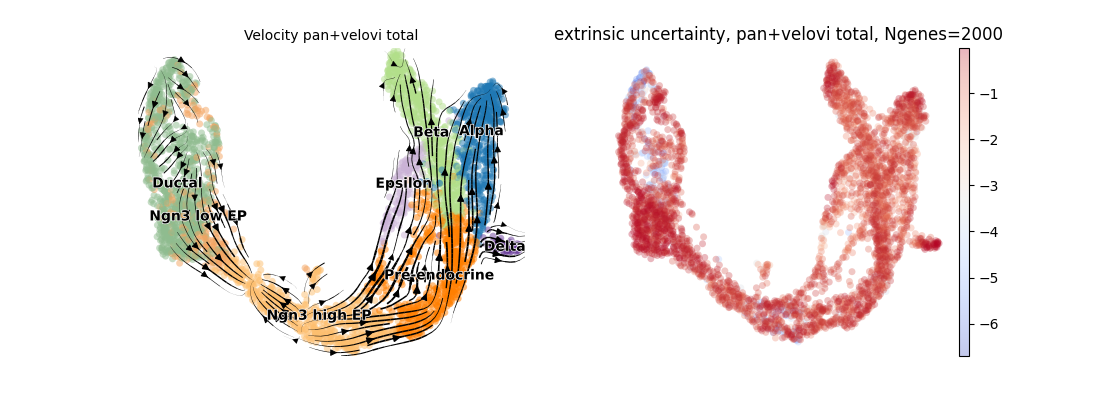 Velocity pan+velovi total
Beta
Alpha
Ductal
Epsilon
Ngn3 low EP
Delta
Pre-endocrine
Ngn3 high EP
extrinsic uncertainty, pan+velovi total, Ngenes=2000
−1
−2
−3
−4
−5
−6